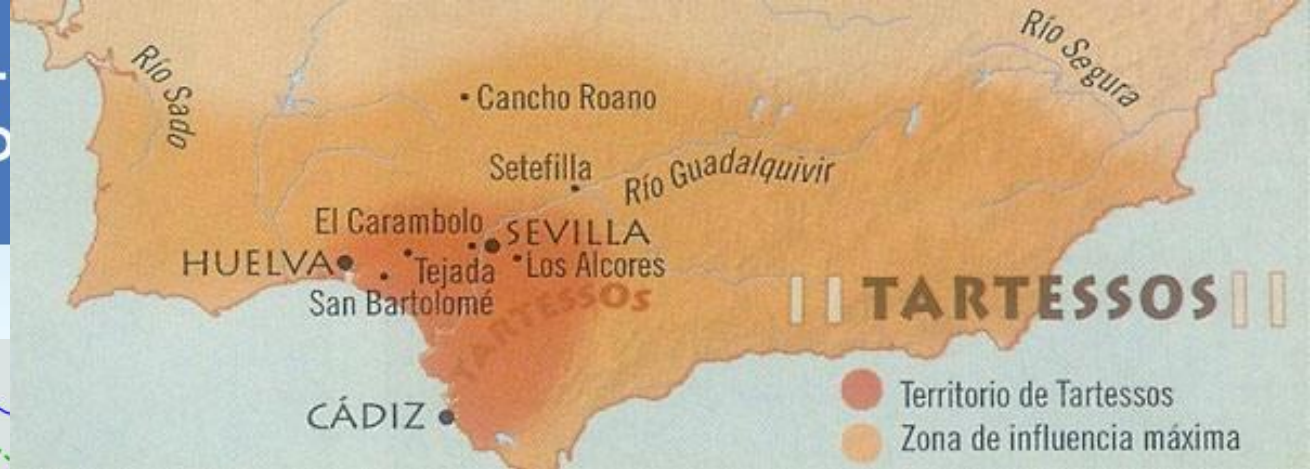 Río Sado
Río Segura
Cancho Roano
Setefilla
Río Guadalquivir
El Carambolo
SEVILLA
HUELVA
Tejada
Los Alcores
San Bartolomé
TARTESSOS
TARTESSOS
CÁDIZ
Territorio de Tartessos
Zona de influencia máxima